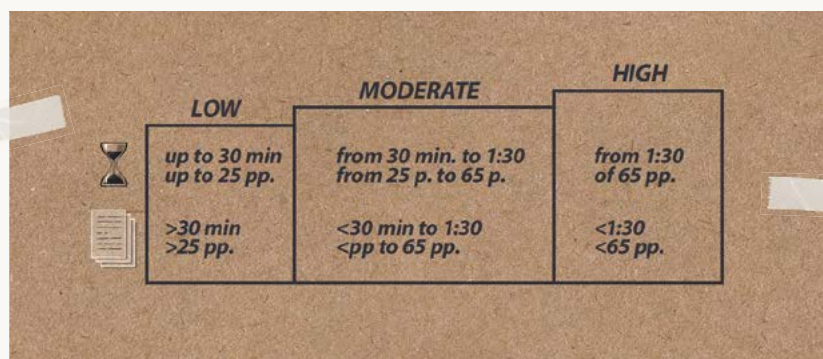 LOW
MODERATE
HIGH
up to 30 min
up to 25 pp.
from 30 min. to 1:30
from 25 p. to 65 p.
from 1:30
of 65 pp.
>30 min
>25 pp.
<30 min to 1:30
<pp to 65 pp.
<1:30
<65 pp.